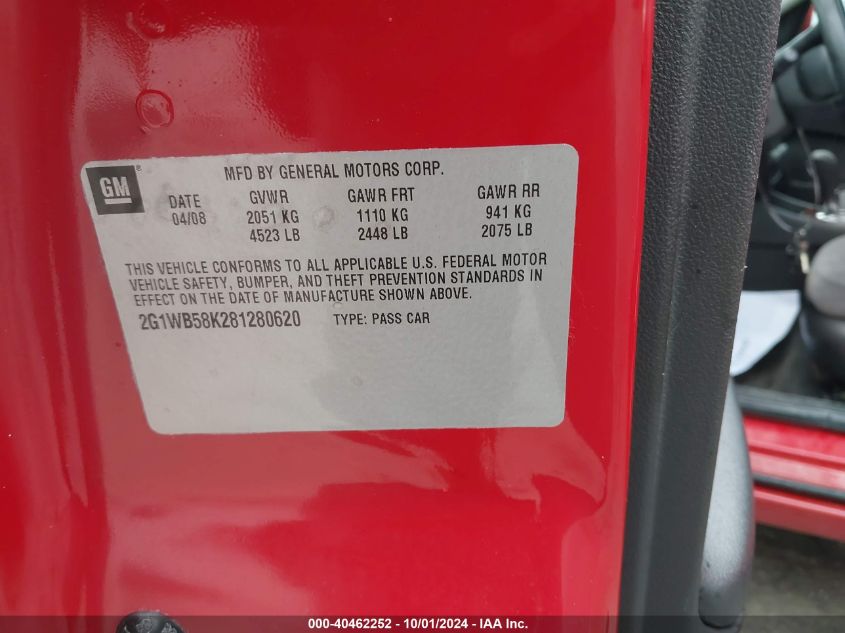 MFD BY GENERAL MOTORS CORP.
GM ®
DATE GVWR GAWR FRT GAWR RR
04/08 2051 KG 1110 KG 941 KG
4523 LB 2448 LB 2075 LB
THIS VEHICLE CONFORMS TO ALL APPLICABLE U.S. FEDERAL MOTOR
VEHICLE SAFETY, BUMPER, AND THEFT PREVENTION STANDARDS IN
EFFECT ON THE DATE OF MANUFACTURE SHOWN ABOVE.
2G1WB58K281280620 TYPE: PASS CAR
000-40462252 - 10/01/2024 - IAA Inc.